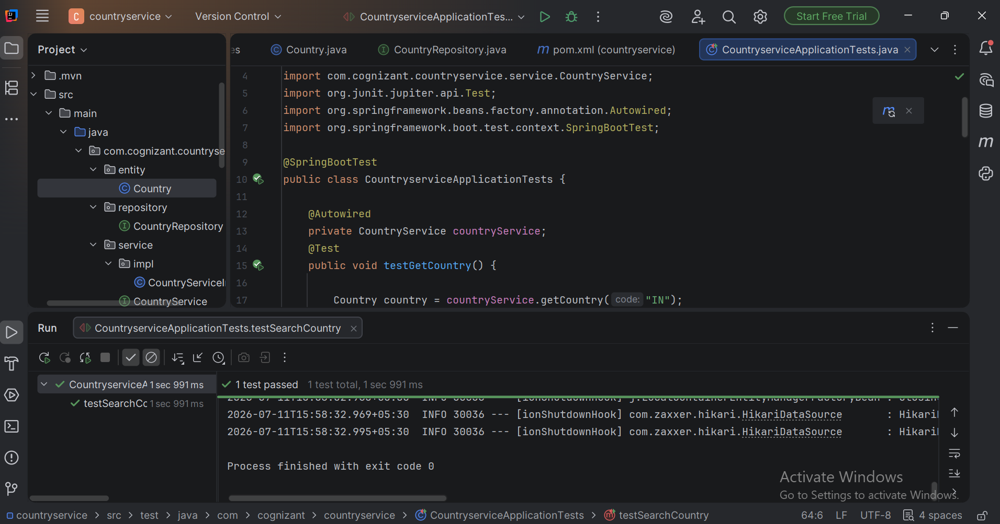 C countryservice Version Control CountryserviceApplicationTes... Start Free Trial
Project
es Country.java CountryRepository.java m pom.xml (countryservice) CountryserviceApplicationTests.java
.mvn
src
main
java
com.cognizant.countryse
entity
Country
repository
CountryRepository
service
impl
CountryServiceI
CountryService
4 import com.cognizant.countryservice.service.CountryService;
5 import org.junit.jupiter.api.Test;
6 import org.springframework.beans.factory.annotation.Autowired;
7 import org.springframework.boot.test.context.SpringBootTest;
8
9 @SpringBootTest
10 public class CountryserviceApplicationTests {
11
12 @Autowired
13 private CountryService countryService;
14 @Test
15 public void testGetCountry() {
16
17 Country country = countryService.getCountry( code: "IN");
Run CountryserviceApplicationTests.testSearchCountry
CountryserviceA 1 sec 991 ms
testSearchCo 1 sec 991 ms
1 test passed 1 test total, 1 sec 991 ms
2026-07-11T15:58:32.969+05:30 INFO 30036 --- [ionShutdownHook] com.zaxxer.hikari.HikariDataSource : Hikari
2026-07-11T15:58:32.995+05:30 INFO 30036 --- [ionShutdownHook] com.zaxxer.hikari.HikariDataSource : Hikari
Process finished with exit code 0
Activate Windows
Go to Settings to activate Windows.
countryservice > src > test > java > com > cognizant > countryservice > CountryserviceApplicationTests > testSearchCountry 64:6 LF UTF-8 4 spaces